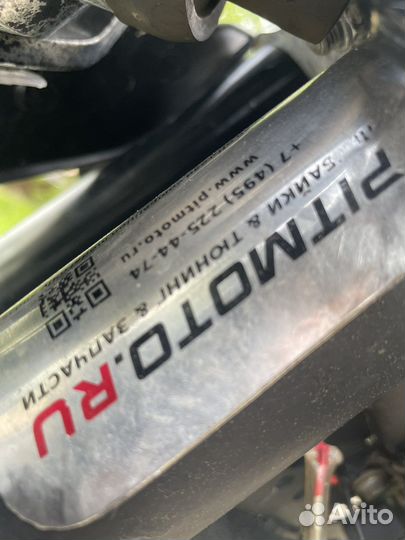 PITMOTO.RU
БАЙКИ & ТЮНИНГ & ЗАПЧАСТИ
+7 (495) 225-44-74
www.pitmoto.ru
Avito